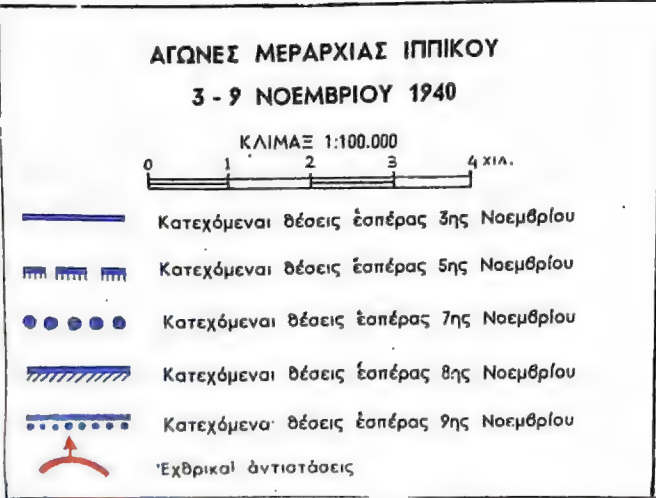 ΑΓΩΝΕΣ ΜΕΡΑΡΧΙΑΣ ΙΠΠΙΚΟΥ
3 - 9 ΝΟΕΜΒΡΙΟΥ 1940
ΚΛΙΜΑΞ 1:100.000
0 1 2 3 4 ΧΙΛ.
Κατεχόμεναι θέσεις ἑσπέρας 3ης Νοεμβρίου
Κατεχόμεναι θέσεις ἑσπέρας 5ης Νοεμβρίου
Κατεχόμεναι θέσεις ἑσπέρας 7ης Νοεμβρίου
Κατεχόμεναι θέσεις ἑσπέρας 8ης Νοεμβρίου
Κατεχόμενα θέσεις ἑσπέρας 9ης Νοεμβρίου
Ἐχθρικαὶ ἀντιστάσεις